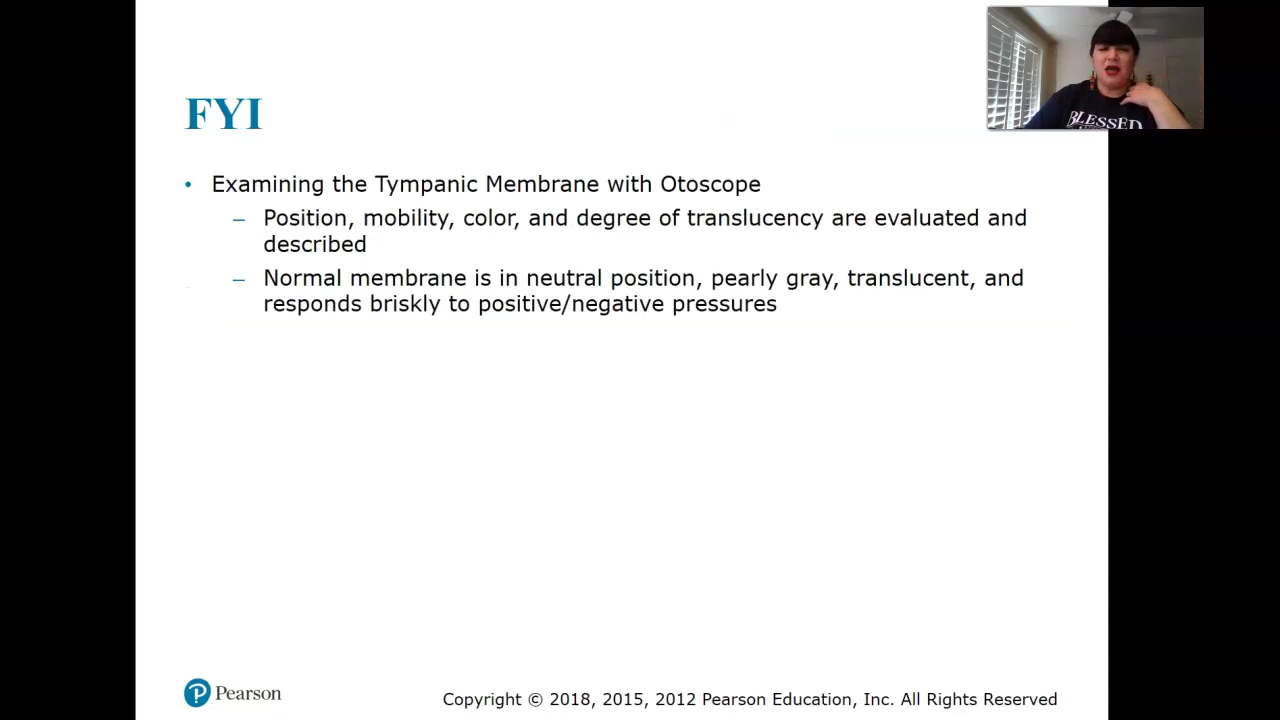 BLESSED
FYI
• Examining the Tympanic Membrane with Otoscope
– Position, mobility, color, and degree of translucency are evaluated and
described
– Normal membrane is in neutral position, pearly gray, translucent, and
responds briskly to positive/negative pressures
Pearson
Copyright © 2018, 2015, 2012 Pearson Education, Inc. All Rights Reserved